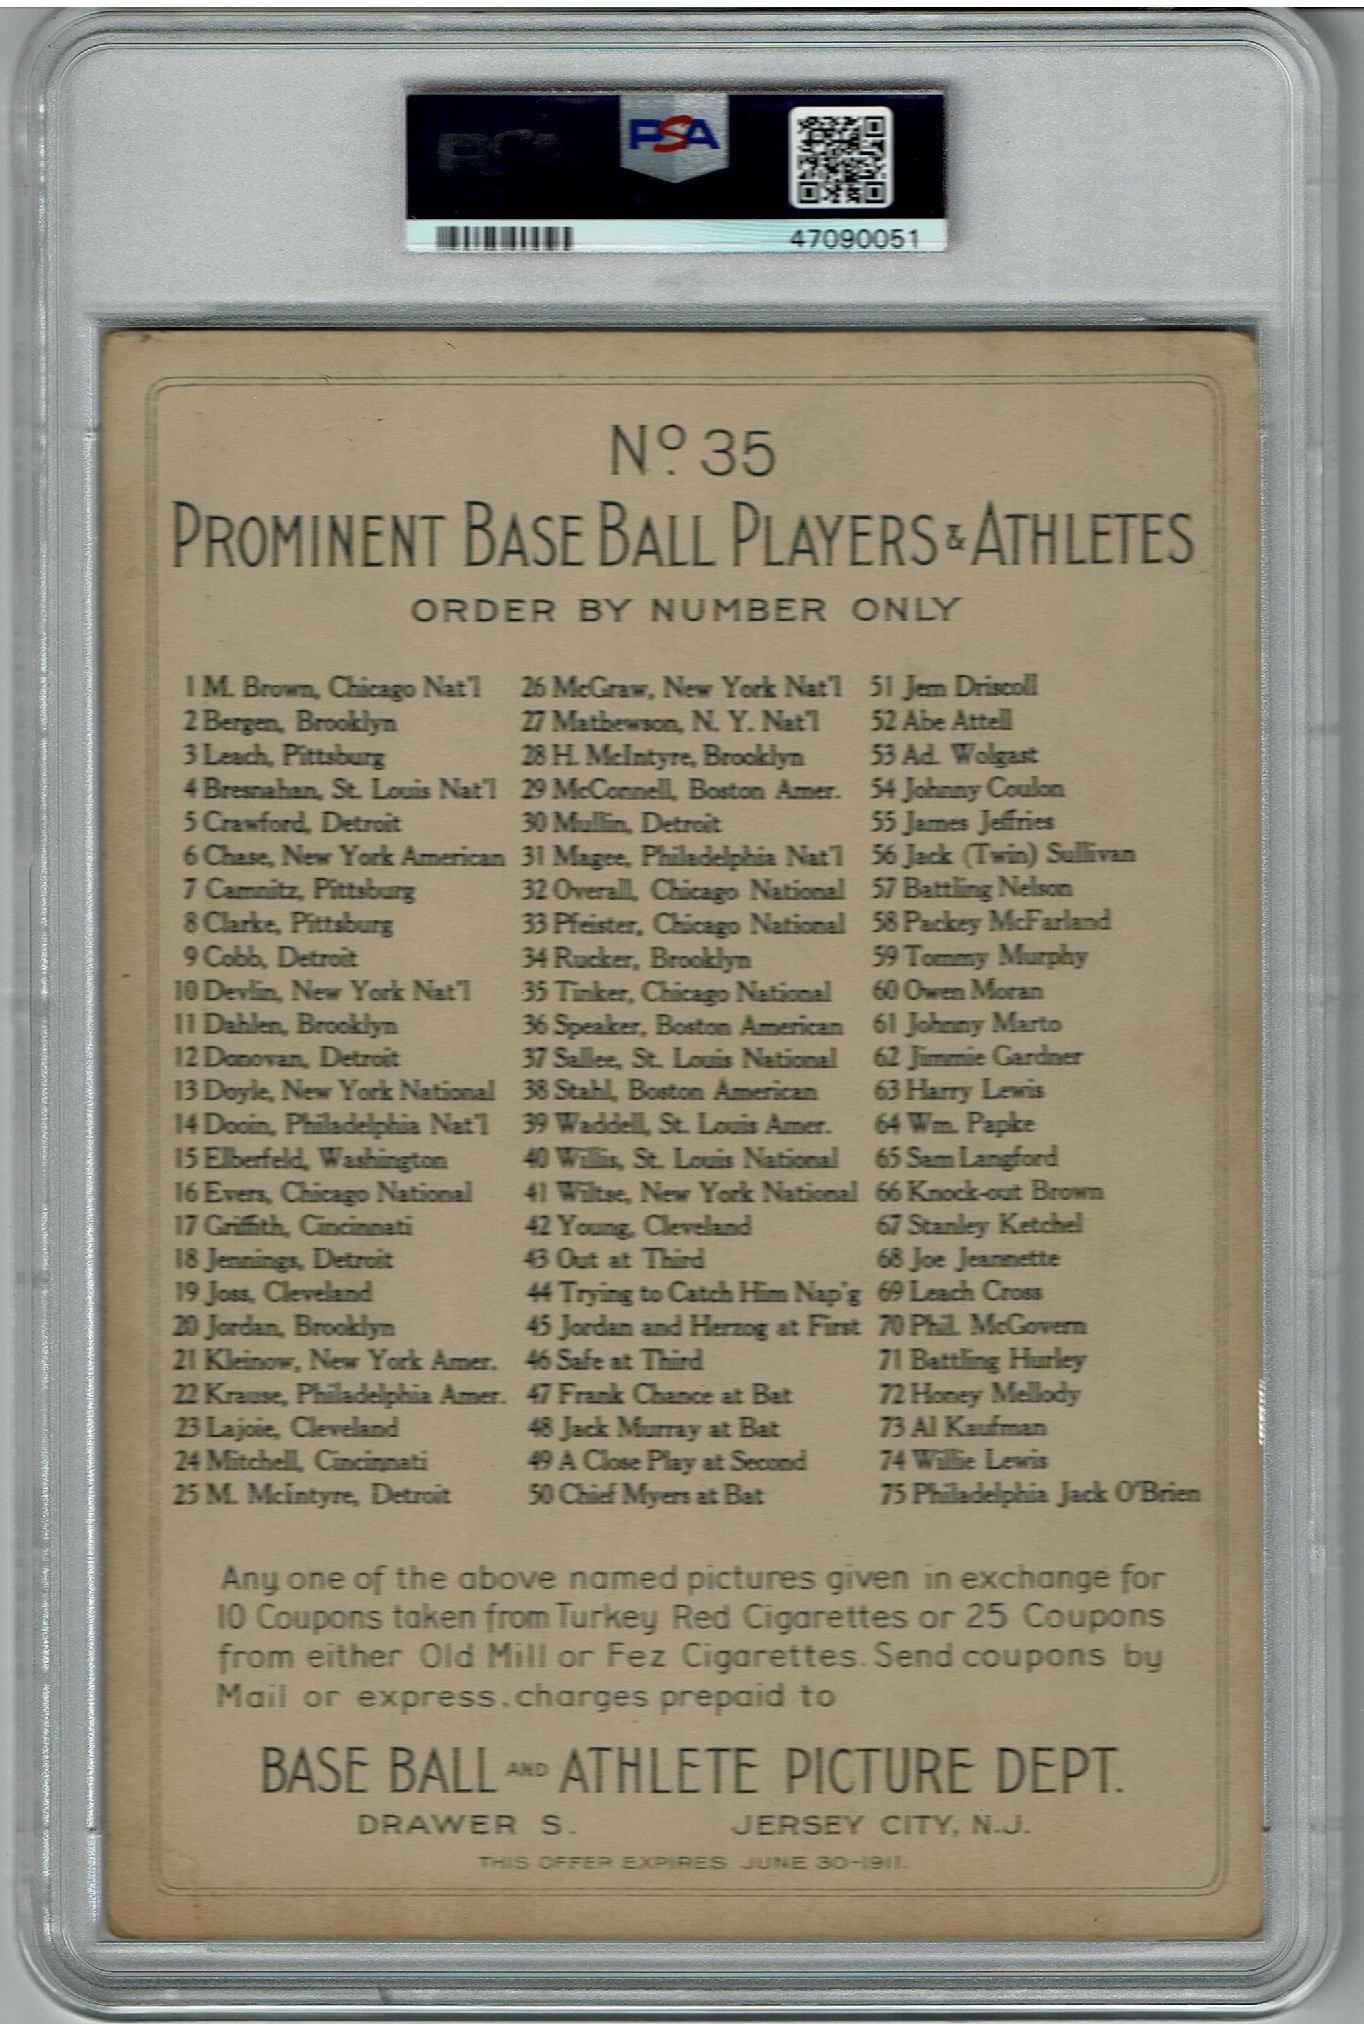 PSA
47090051
No. 35
PROMINENT BASE BALL PLAYERS & ATHLETES
ORDER BY NUMBER ONLY
1 M. Brown, Chicago Nat'l
2 Bergen, Brooklyn
3 Leach, Pittsburg
4 Bresnahan, St. Louis Nat'l
5 Crawford, Detroit
6 Chase, New York American
7 Camnitz, Pittsburg
8 Clarke, Pittsburg
9 Cobb, Detroit
10 Devlin, New York Nat'l
11 Dahlen, Brooklyn
12 Donovan, Detroit
13 Doyle, New York National
14 Dooin, Philadelphia Nat'l
15 Elberfeld, Washington
16 Evers, Chicago National
17 Griffith, Cincinnati
18 Jennings, Detroit
19 Joss, Cleveland
20 Jordan, Brooklyn
21 Kleinow, New York Amer.
22 Krause, Philadelphia Amer.
23 Lajoie, Cleveland
24 Mitchell, Cincinnati
25 M. McIntyre, Detroit
26 McGraw, New York Nat'l
27 Mathewson, N. Y. Nat'l
28 H. McIntyre, Brooklyn
29 McConnell, Boston Amer.
30 Mullin, Detroit
31 Magee, Philadelphia Nat'l
32 Overall, Chicago National
33 Pfeister, Chicago National
34 Rucker, Brooklyn
35 Tinker, Chicago National
36 Speaker, Boston American
37 Sallee, St. Louis National
38 Stahl, Boston American
39 Waddell, St. Louis Amer.
40 Willis, St. Louis National
41 Wiltse, New York National
42 Young, Cleveland
43 Out at Third
44 Trying to Catch Him Nap'g
45 Jordan and Herzog at First
46 Safe at Third
47 Frank Chance at Bat
48 Jack Murray at Bat
49 A Close Play at Second
50 Chief Myers at Bat
51 Jem Driscoll
52 Abe Attell
53 Ad. Wolgast
54 Johnny Coulon
55 James Jeffries
56 Jack (Twin) Sullivan
57 Battling Nelson
58 Packey McFarland
59 Tommy Murphy
60 Owen Moran
61 Johnny Marto
62 Jimmie Gardner
63 Harry Lewis
64 Wm. Papke
65 Sam Langford
66 Knock-out Brown
67 Stanley Ketchel
68 Joe Jeannette
69 Leach Cross
70 Phil. McGovern
71 Battling Hurley
72 Honey Mellody
73 Al Kaufman
74 Willie Lewis
75 Philadelphia Jack O'Brien
Any one of the above named pictures given in exchange for
10 Coupons taken from Turkey Red Cigarettes or 25 Coupons
from either Old Mill or Fez Cigarettes. Send coupons by
Mail or express. charges prepaid to
BASE BALL AND ATHLETE PICTURE DEPT.
DRAWER S. JERSEY CITY, N.J.
THIS OFFER EXPIRES JUNE 30-1911.